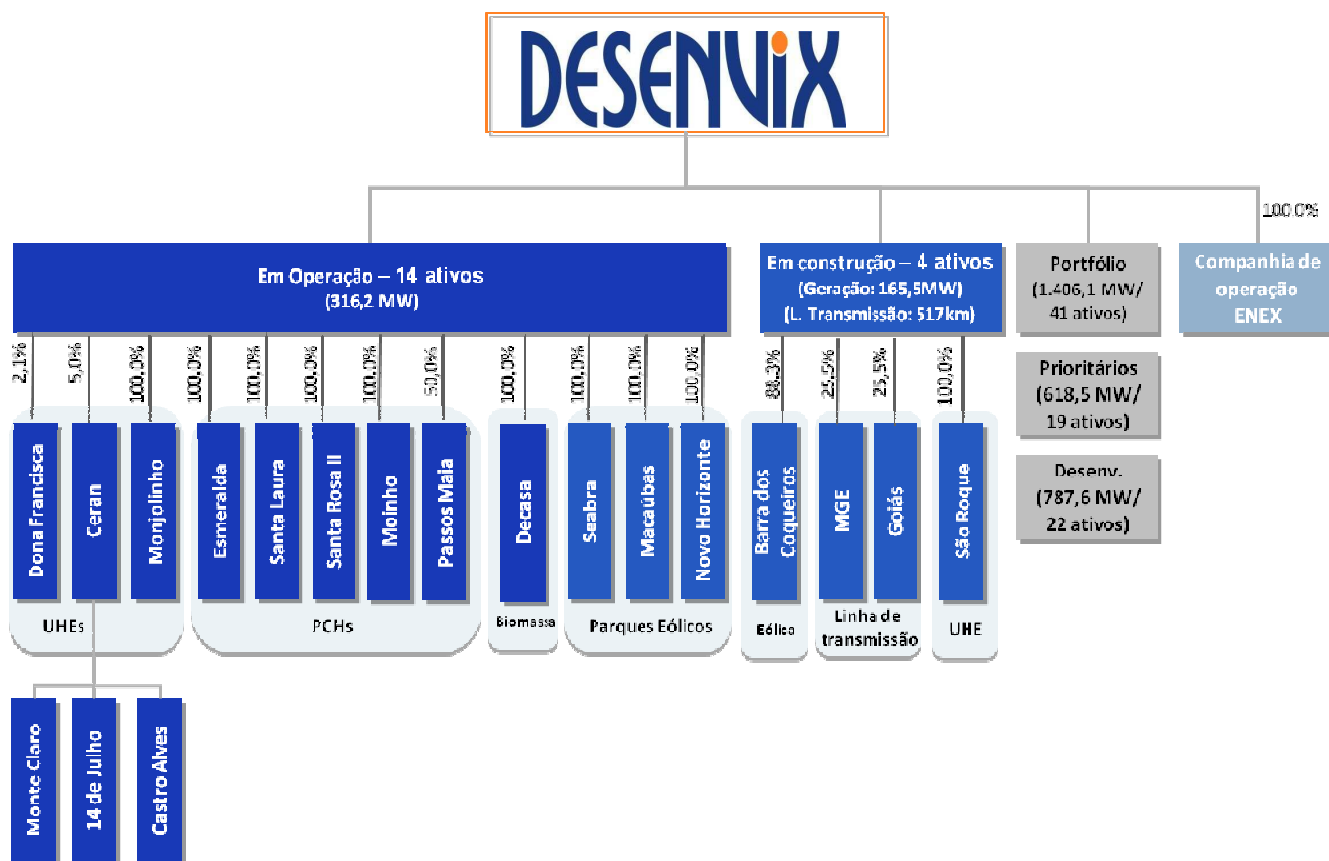 DESENVIX
100.0%
Em Operação – 14 ativos
(316,2 MW)
Em construção – 4 ativos
(Geração: 165,5MW)
(L. Transmissão: 517km)
Portfólio
(1.406,1 MW/
41 ativos)
Companhia de
operação
ENEX
Prioritários
(618,5 MW/
19 ativos)
Desenv.
(787,6 MW/
22 ativos)
2,1%
5,0%
100.0%
100.0%
100.0%
100.0%
100.0%
50,0%
100.0%
100.0%
100.0%
100,0%
88.3%
25.5%
25,5%
100,0%
Dona Francisca
Ceran
Monjolinho
Esmeralda
Santa Laura
Santa Rosa II
Moinho
Passos Maia
Decasa
Seabra
Macaúbas
Novo Horizonte
Barra dos
Coqueiros
MGE
Goiás
São Roque
UHEs
PCHs
Biomassa
Parques Eólicos
Eólico
Linha de
transmissão
UHE
Monte Claro
14 de Julho
Castro Alves